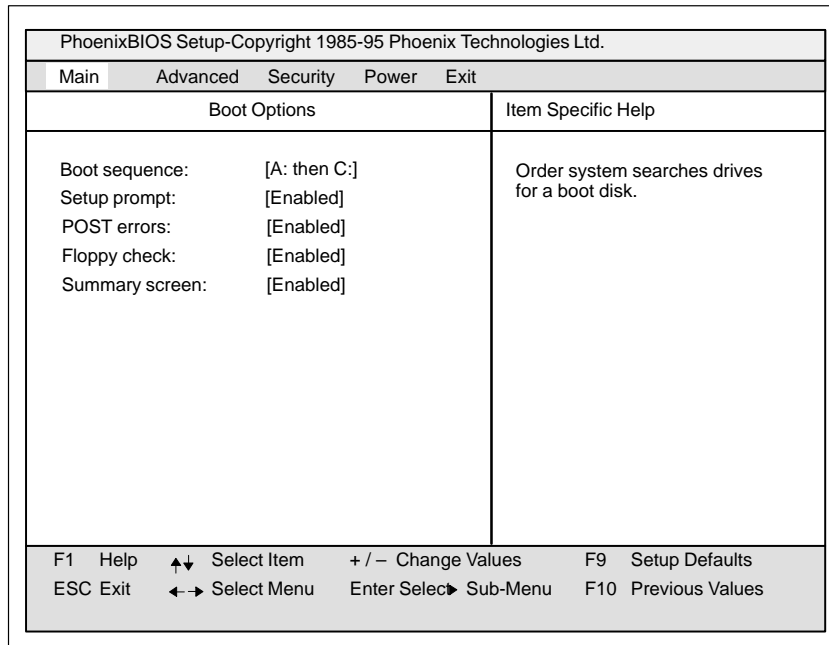 PhoenixBIOS Setup-Copyright 1985-95 Phoenix Technologies Ltd.
Main Advanced Security Power Exit
Boot Options
Item Specific Help
Boot sequence: [A: then C:]
Setup prompt: [Enabled]
POST errors: [Enabled]
Floppy check: [Enabled]
Summary screen: [Enabled]
Order system searches drives
for a boot disk.
F1 Help Select Item + / – Change Values F9 Setup Defaults
ESC Exit Select Menu Enter Select Sub-Menu F10 Previous Values